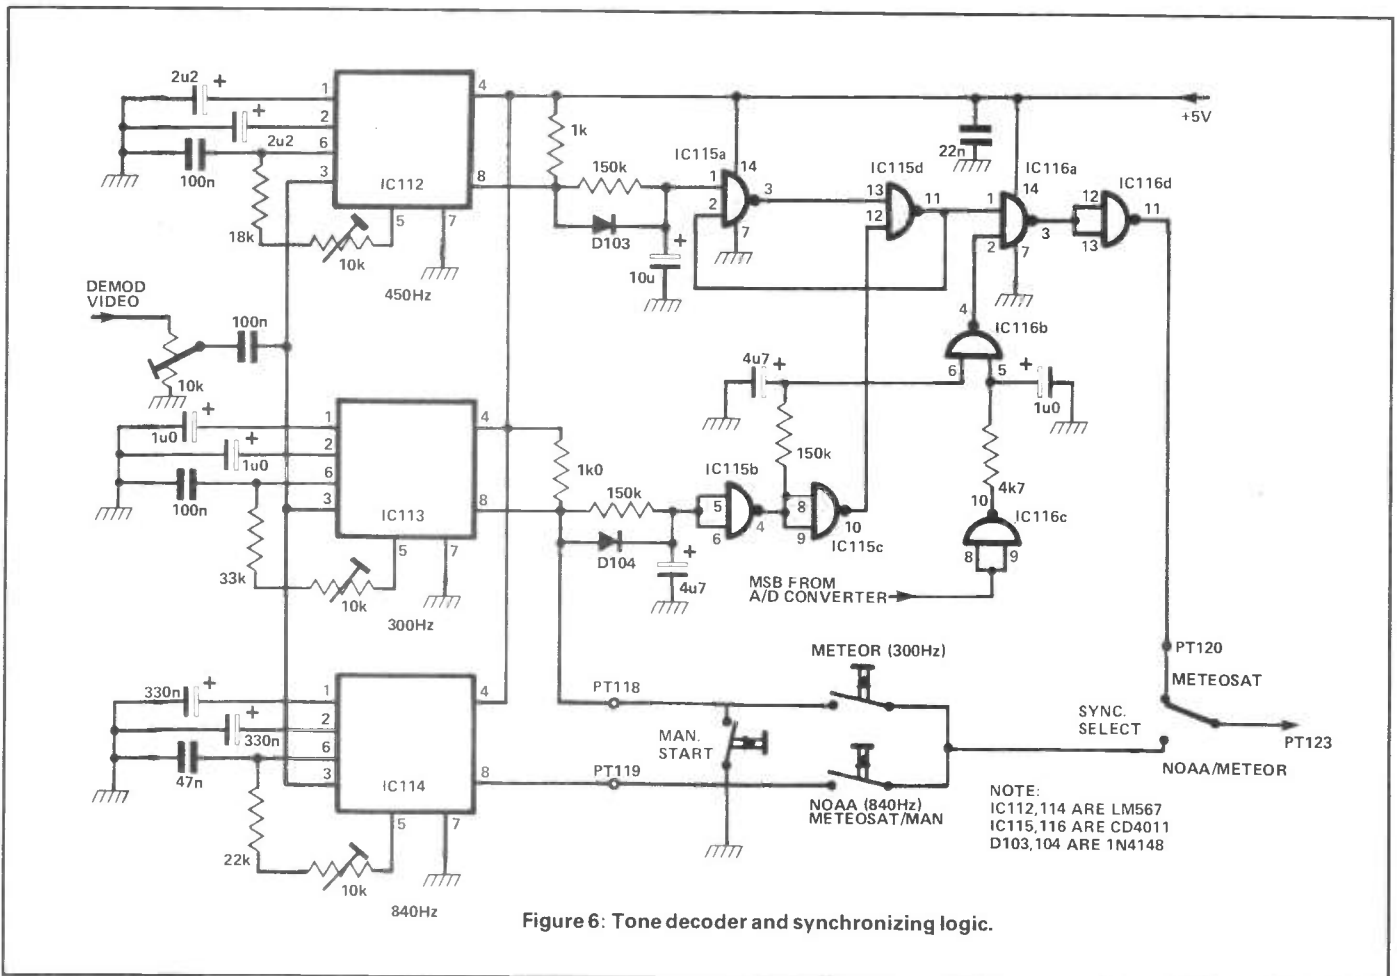 2u2 +
+
2u2
100n
1
2
6
3
4
8
5
7
IC112
18k
10k
450Hz
1k
150k
D103
+
10u
IC115a
1
2
14
3
7
IC115d
13
12
11
22n
+5V
IC116a
1
2
14
3
7
IC116d
12
13
11
DEMOD
VIDEO
10k
100n
4
IC116b
6
5
4u7 +
+
1u0
150k
4k7
10
IC116c
8
9
MSB FROM
A/D CONVERTER
1u0
+
+
1u0
100n
1
2
6
3
4
8
5
7
IC113
33k
10k
300Hz
1k0
150k
D104
+
4u7
IC115b
5
6
4
8
9
10
IC115c
330n +
+
330n
47n
1
2
6
3
4
8
5
7
IC114
22k
10k
840Hz
PT118
PT119
MAN.
START
METEOR (300Hz)
NOAA (840Hz)
METEOSAT/MAN
PT120
METEOSAT
SYNC.
SELECT
PT123
NOAA/METEOR
NOTE:
IC112,114 ARE LM567
IC115,116 ARE CD4011
D103,104 ARE 1N4148
Figure 6: Tone decoder and synchronizing logic.